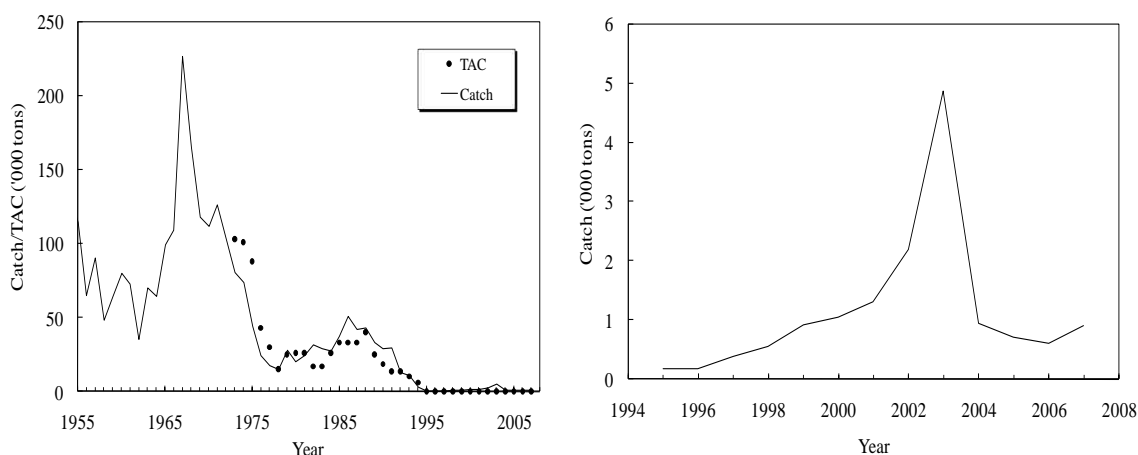 250
200
150
100
50
0
Catch/TAC ('000 tons)
TAC
Catch
1955 1965 1975 1985 1995 2005
Year
6
5
4
3
2
1
0
Catch ('000 tons)
1994 1996 1998 2000 2002 2004 2006 2008
Year